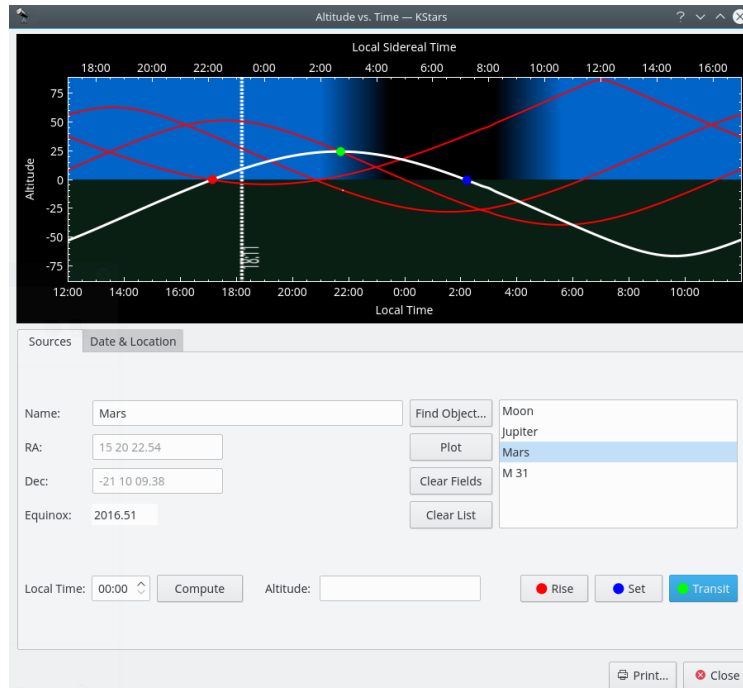 Altitude vs. Time — KStars
Local Sidereal Time
18:00 20:00 22:00 0:00 2:00 4:00 6:00 8:00 10:00 12:00 14:00 16:00
75
50
25
0
-25
-50
-75
Altitude
18:11
12:00 14:00 16:00 18:00 20:00 22:00 0:00 2:00 4:00 6:00 8:00 10:00
Local Time
Sources Date & Location
Name: Mars Find Object... Moon
Jupiter
RA: 15 20 22.54 Plot Mars
M 31
Dec: -21 10 09.38 Clear Fields
Equinox: 2016.51 Clear List
Local Time: 00:00 Compute Altitude: Rise Set Transit
Print... Close